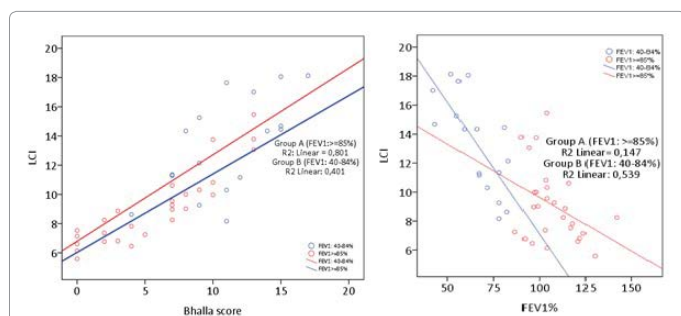 LCI
20
18
16
14
12
10
8
6
0
5
10
15
20
Bhalla score
Group A (FEV1:>=85%)
R2 Linear = 0,801
Group B (FEV1: 40-84%)
R2 Linear: 0,401
FEV1: 40-84%
FEV1>=85%
FEV1: 40-84%
FEV1>=85%
LCI
20
18
16
14
12
10
8
6
50
75
100
125
150
FEV1%
FEV1: 40-84%
FEV1>=85%
FEV1: 40-84%
FEV1>=85%
Group A (FEV1: >=85%)
R2 Linear= 0,147
Group B (FEV1: 40-84%)
R2 Linear: 0,539